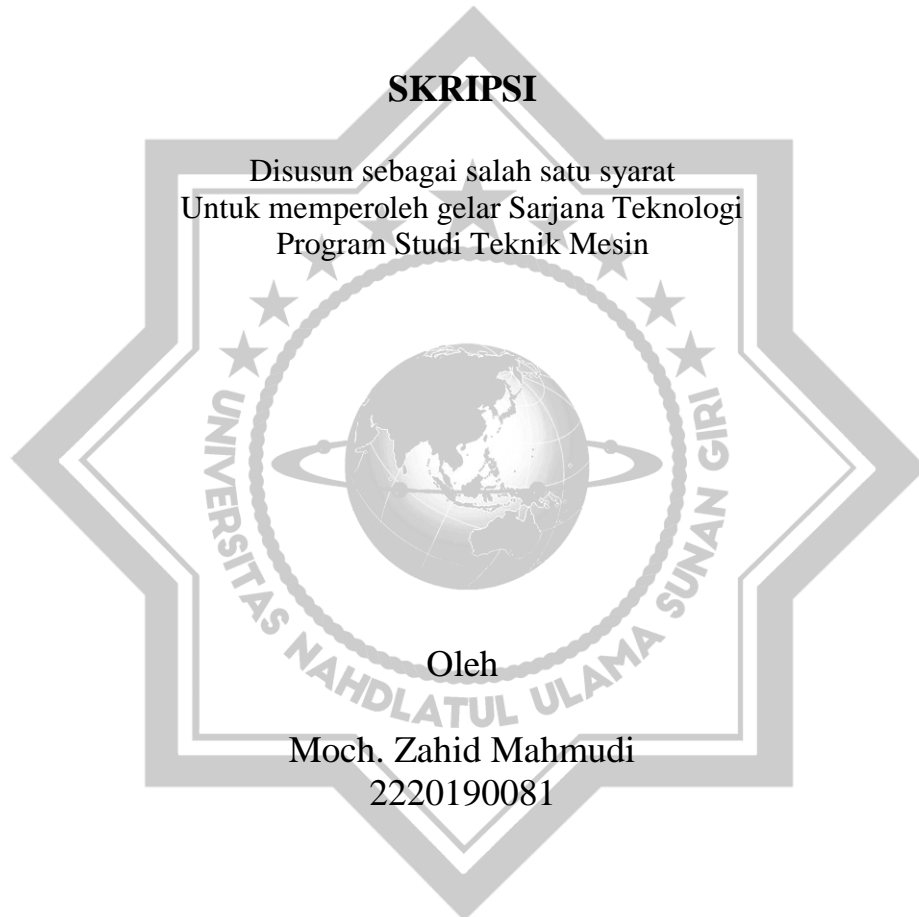 SKRIPSI
Disusun sebagai salah satu syarat
Untuk memperoleh gelar Sarjana Teknologi
Program Studi Teknik Mesin
UNIVERSITAS NAHDLATUL ULAMA SUNAN GIRI
Oleh
Moch. Zahid Mahmudi
2220190081